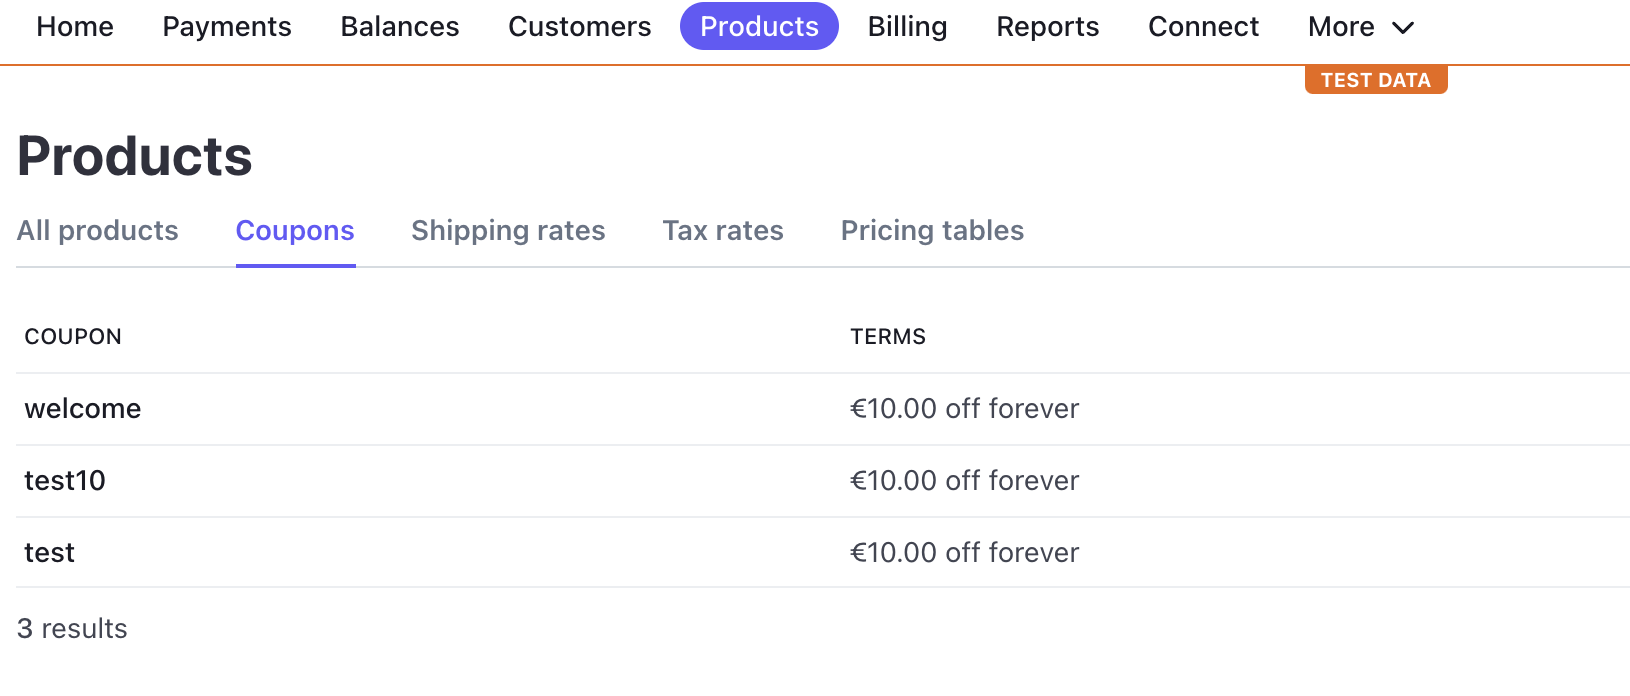 Home Payments Balances Customers Products Billing Reports Connect More
TEST DATA
Products
All products Coupons Shipping rates Tax rates Pricing tables
COUPON TERMS
welcome €10.00 off forever
test10 €10.00 off forever
test €10.00 off forever
3 results